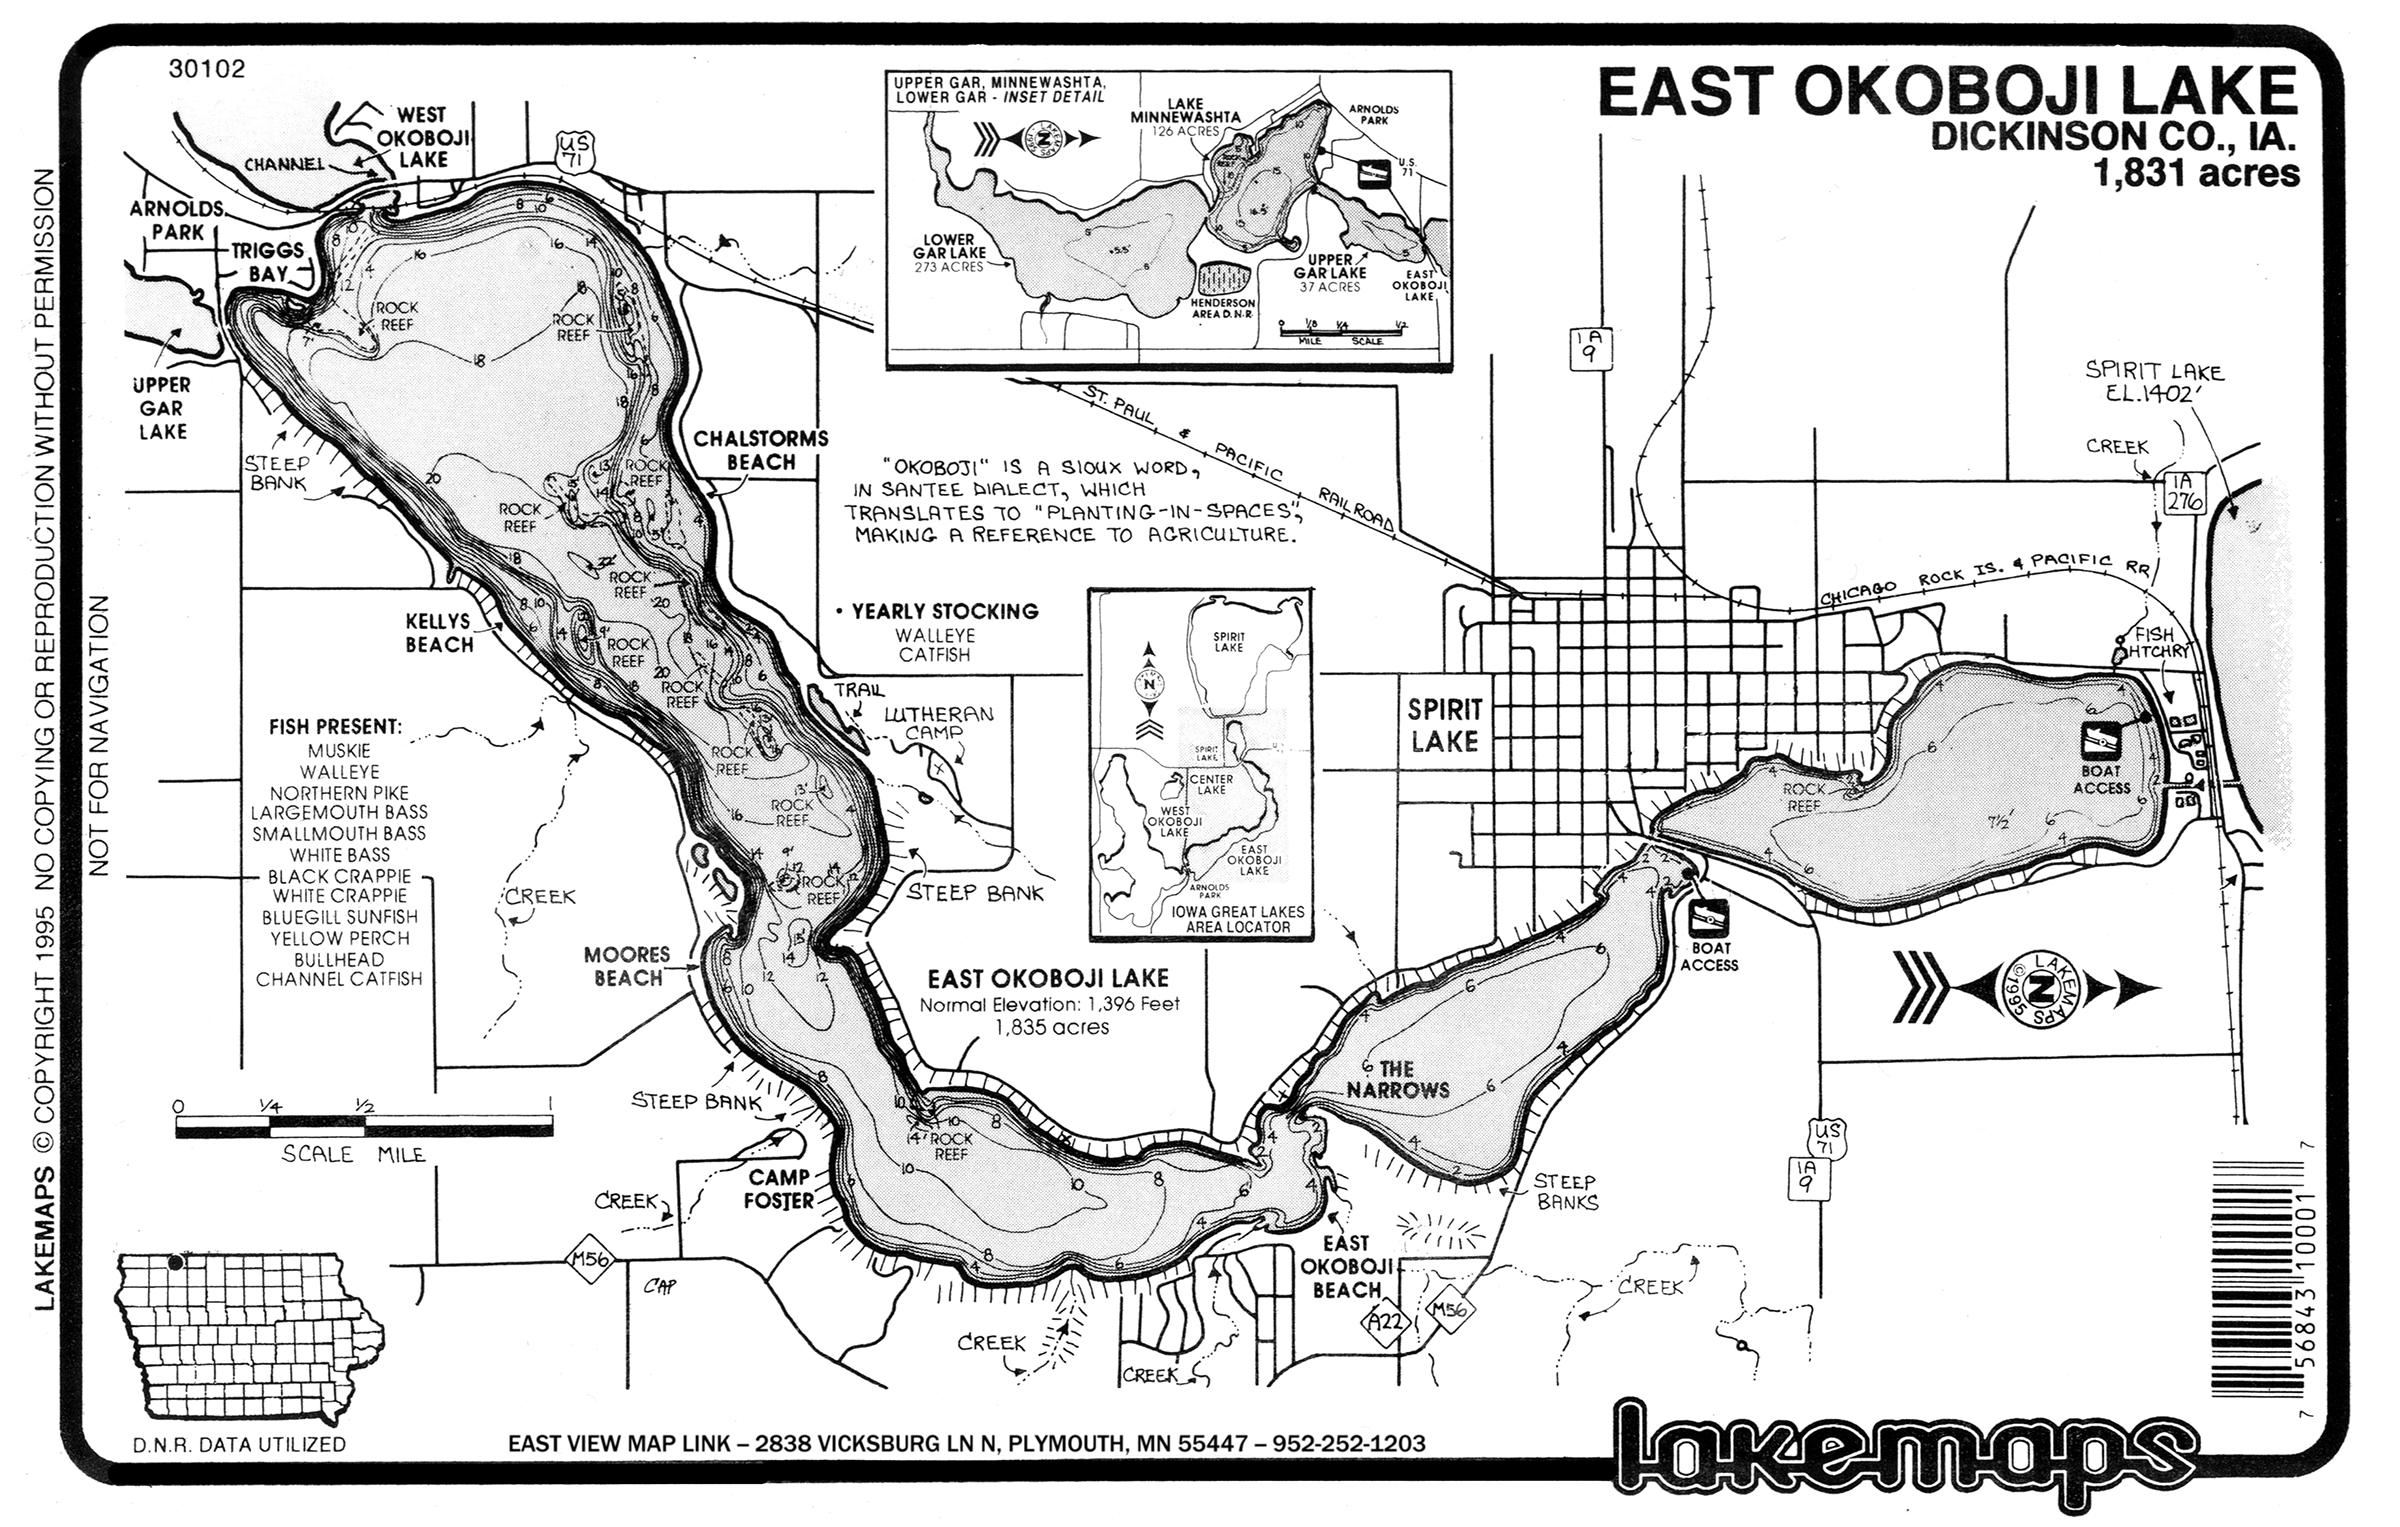 30102
EAST OKOBOJI LAKE
DICKINSON CO., IA.
1,831 acres
LAKEMAPS © COPYRIGHT 1995 NO COPYING OR REPRODUCTION WITHOUT PERMISSION
NOT FOR NAVIGATION
WEST
OKOBOJI
LAKE
CHANNEL
US
71
ARNOLDS
PARK
TRIGGS
BAY
UPPER
GAR
LAKE
ROCK
REEF
ROCK
REEF
STEEP
BANK
CHALSTORMS
BEACH
ROCK
REEF
ROCK
REEF
ROCK
REEF
KELLYS
BEACH
ROCK
REEF
ROCK
REEF
TRAIL
LUTHERAN
CAMP
ROCK
REEF
ROCK
REEF
ROCK
REEF
STEEP BANK
CREEK
MOORES
BEACH
STEEP BANK
CAMP
FOSTER
CREEK
M56
CAP
UPPER GAR, MINNEWASHTA,
LOWER GAR - INSET DETAIL
LAKEMAPS 1995
N
LAKE
MINNEWASHTA
126 ACRES
ARNOLDS
PARK
U.S.
71
ROCK
REEF
LOWER
GAR LAKE
273 ACRES
UPPER
GAR LAKE
37 ACRES
EAST
OKOBOJI
LAKE
HENDERSON
AREA D.N.R.
0 1/8 1/4 1/2
MILE SCALE
ST. PAUL & PACIFIC RAILROAD
"OKOBOJI" IS A SIOUX WORD,
IN SANTEE DIALECT, WHICH
TRANSLATES TO "PLANTING-IN-SPACES",
MAKING A REFERENCE TO AGRICULTURE.
• YEARLY STOCKING
WALLEYE
CATFISH
SPIRIT
LAKE
N
SPIRIT
LAKE
CENTER
LAKE
WEST
OKOBOJI
LAKE
EAST
OKOBOJI
LAKE
ARNOLDS
PARK
IOWA GREAT LAKES
AREA LOCATOR
FISH PRESENT:
MUSKIE
WALLEYE
NORTHERN PIKE
LARGEMOUTH BASS
SMALLMOUTH BASS
WHITE BASS
BLACK CRAPPIE
WHITE CRAPPIE
BLUEGILL SUNFISH
YELLOW PERCH
BULLHEAD
CHANNEL CATFISH
EAST OKOBOJI LAKE
Normal Elevation: 1,396 Feet
1,835 acres
ROCK
REEF
THE
NARROWS
STEEP
BANKS
EAST
OKOBOJI
BEACH
A22
M56
CREEK
CREEK
CREEK
IA
9
SPIRIT LAKE
EL. 1402'
CREEK
IA
276
CHICAGO ROCK IS. & PACIFIC RR
FISH
HTCHRY
SPIRIT
LAKE
BOAT
ACCESS
ROCK
REEF
7½'
BOAT
ACCESS
© LAKEMAPS 1995
N
US
71
IA
9
0 1/4 1/2 1
SCALE MILE
D.N.R. DATA UTILIZED
EAST VIEW MAP LINK – 2838 VICKSBURG LN N, PLYMOUTH, MN 55447 – 952-252-1203
7 56843 10001 7
lakemaps